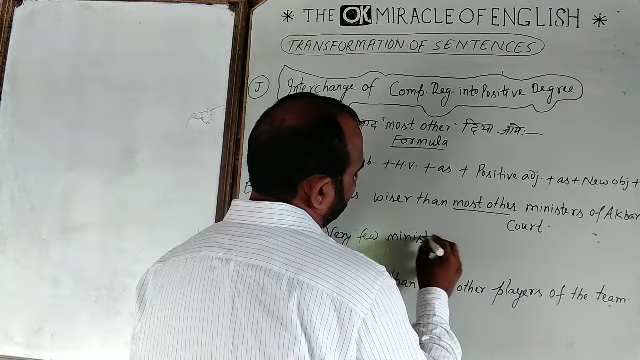 * THE OK MIRACLE OF ENGLISH *
TRANSFORMATION OF SENTENCES
J) Interchange of Comp. Deg. into Positive Degree
बाद "most other" दिया जाये —
Formula
+ H.V. + as + Positive adj. + as + New obj +
wiser than most other ministers of Akbar
Court.
Very few minist
than other players of the team